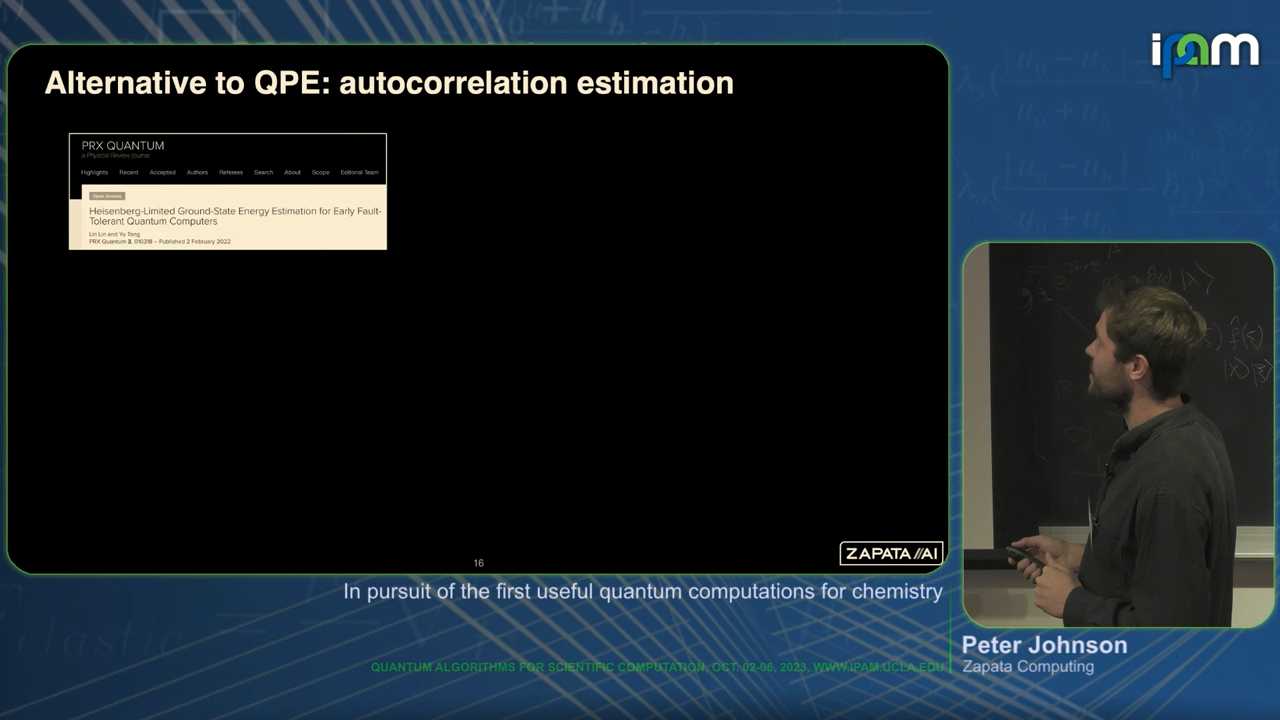 Alternative to QPE: autocorrelation estimation
PRX QUANTUM
a Physical Review journal
Highlights Recent Accepted Authors Referees Search About Scope Editorial Team
Open Access
Heisenberg-Limited Ground-State Energy Estimation for Early Fault-
Tolerant Quantum Computers
Lin Lin and Yu Tong
PRX Quantum 3, 010318 – Published 2 February 2022
16
ZAPATA //AI
ipam
In pursuit of the first useful quantum computations for chemistry
Peter Johnson
Zapata Computing
QUANTUM ALGORITHMS FOR SCIENTIFIC COMPUTATION, OCT. 02-06, 2023, WWW.IPAM.UCLA.EDU
elastic